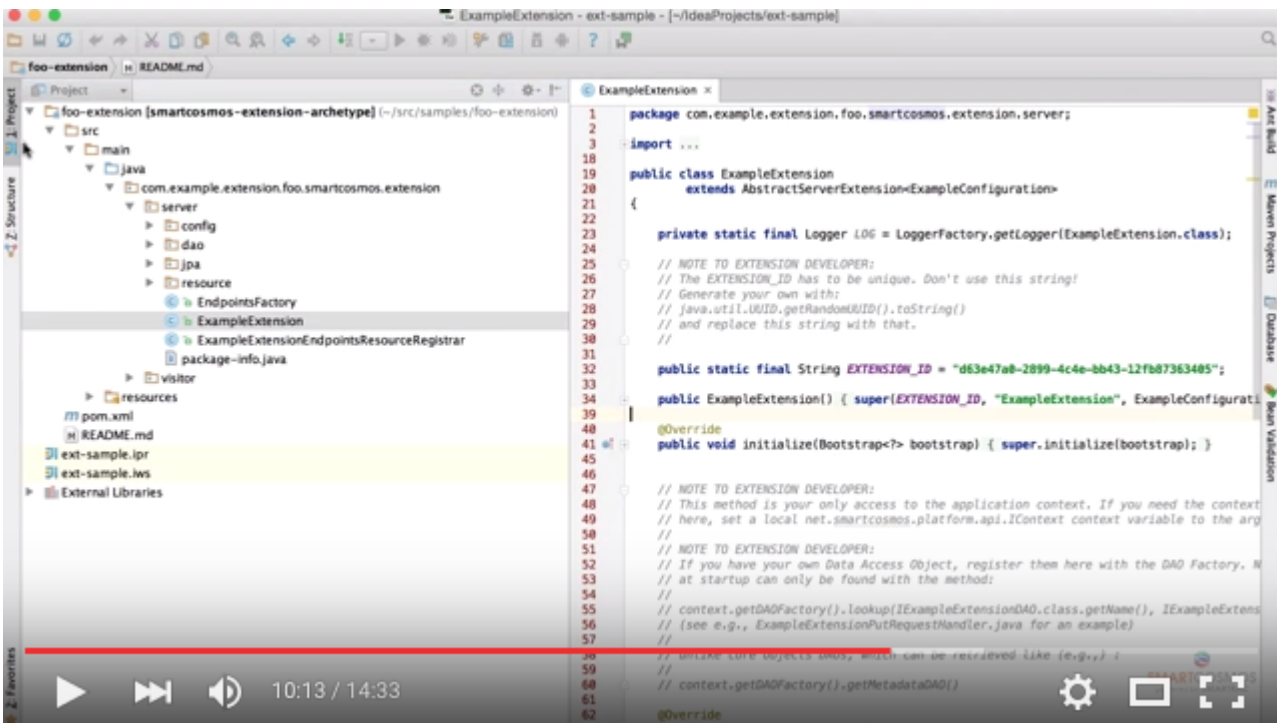 ExampleExtension - ext-sample - [~/IdeaProjects/ext-sample]
foo-extension
README.md
Project
ExampleExtension
1: Project
Z: Structure
2: Favorites
foo-extension [smartcosmos-extension-archetype] (~/src/samples/foo-extension)
src
main
java
com.example.extension.foo.smartcosmos.extension
server
config
dao
jpa
resource
EndpointsFactory
ExampleExtension
ExampleExtensionEndpointsResourceRegistrar
package-info.java
visitor
resources
pom.xml
README.md
ext-sample.ipr
ext-sample.iws
External Libraries
1 package com.example.extension.foo.smartcosmos.extension.server;
2
3 import ...
18
19 public class ExampleExtension
20 extends AbstractServerExtension<ExampleConfiguration>
21 {
22
23 private static final Logger LOG = LoggerFactory.getLogger(ExampleExtension.class);
24
25 // NOTE TO EXTENSION DEVELOPER:
26 // The EXTENSION_ID has to be unique. Don't use this string!
27 // Generate your own with:
28 // java.util.UUID.getRandomUUID().toString()
29 // and replace this string with that.
30 //
31
32 public static final String EXTENSION_ID = "d63e47a0-2899-4c4e-bb43-12fb87363405";
33
34 public ExampleExtension() { super(EXTENSION_ID, "ExampleExtension", ExampleConfigurati
39
40 @Override
41 public void initialize(Bootstrap<?> bootstrap) { super.initialize(bootstrap); }
45
46
47 // NOTE TO EXTENSION DEVELOPER:
48 // This method is your only access to the application context. If you need the context
49 // here, set a local net.smartcosmos.platform.api.IContext context variable to the arg
50 //
51 // NOTE TO EXTENSION DEVELOPER:
52 // If you have your own Data Access Object, register them here with the DAO Factory. N
53 // at startup can only be found with the method:
54 //
55 // context.getDAOFactory().lookup(IExampleExtensionDAO.class.getName(), IExampleExtens
56 // (see e.g., ExampleExtensionPutRequestHandler.java for an example)
57 //
58 // Unlike core Objects DAOs, which can be retrieved like (e.g.,) :
59 //
60 // context.getDAOFactory().getMetadataDAO()
61
62 @Override
Ant Build
Maven Projects
Database
Bean Validation
10:13 / 14:33